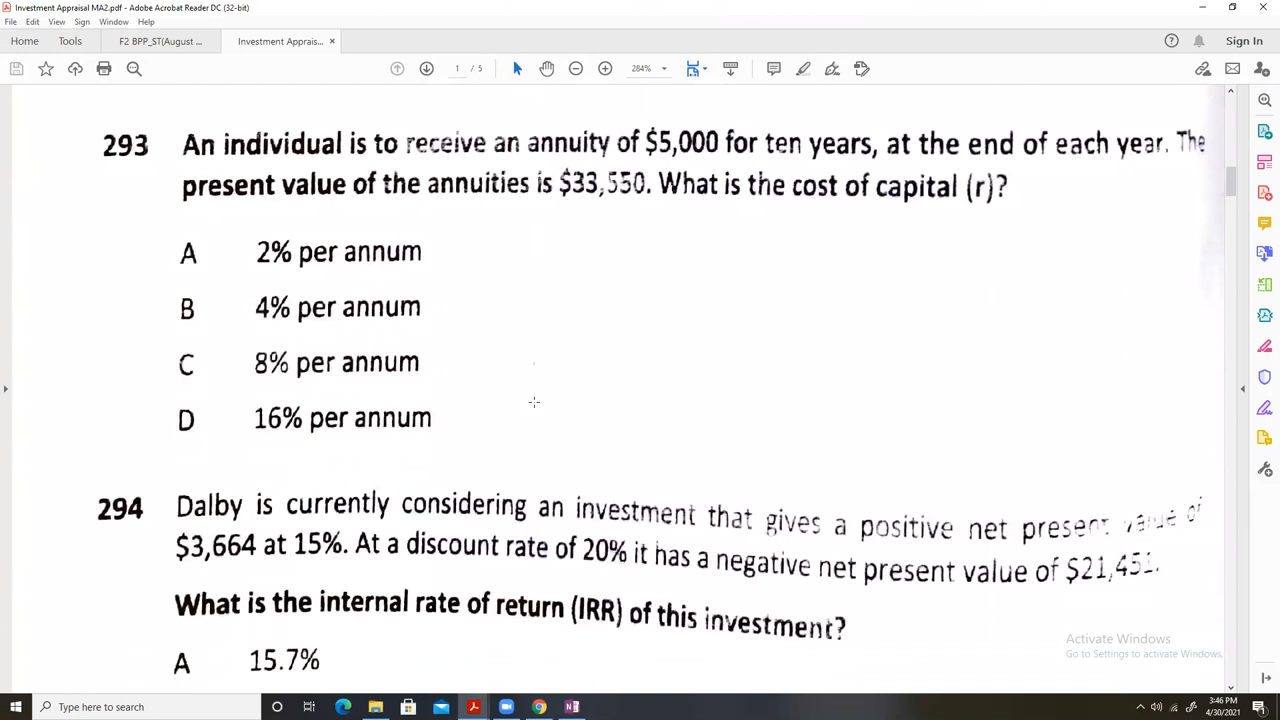 Investment Appraisal MA2.pdf - Adobe Acrobat Reader DC (32-bit)
File Edit View Sign Window Help
Home Tools F2 BPP_ST(August ... Investment Apprais... × Sign In
1 / 5 284%
293 An individual is to receive an annuity of $5,000 for ten years, at the end of each year. The
present value of the annuities is $33,550. What is the cost of capital (r)?
A 2% per annum
B 4% per annum
C 8% per annum
D 16% per annum
294 Dalby is currently considering an investment that gives a positive net present value of
$3,664 at 15%. At a discount rate of 20% it has a negative net present value of $21,451.
What is the internal rate of return (IRR) of this investment?
A 15.7%
Activate Windows
Go to Settings to activate Windows.
Type here to search
3:46 PM
4/30/2021